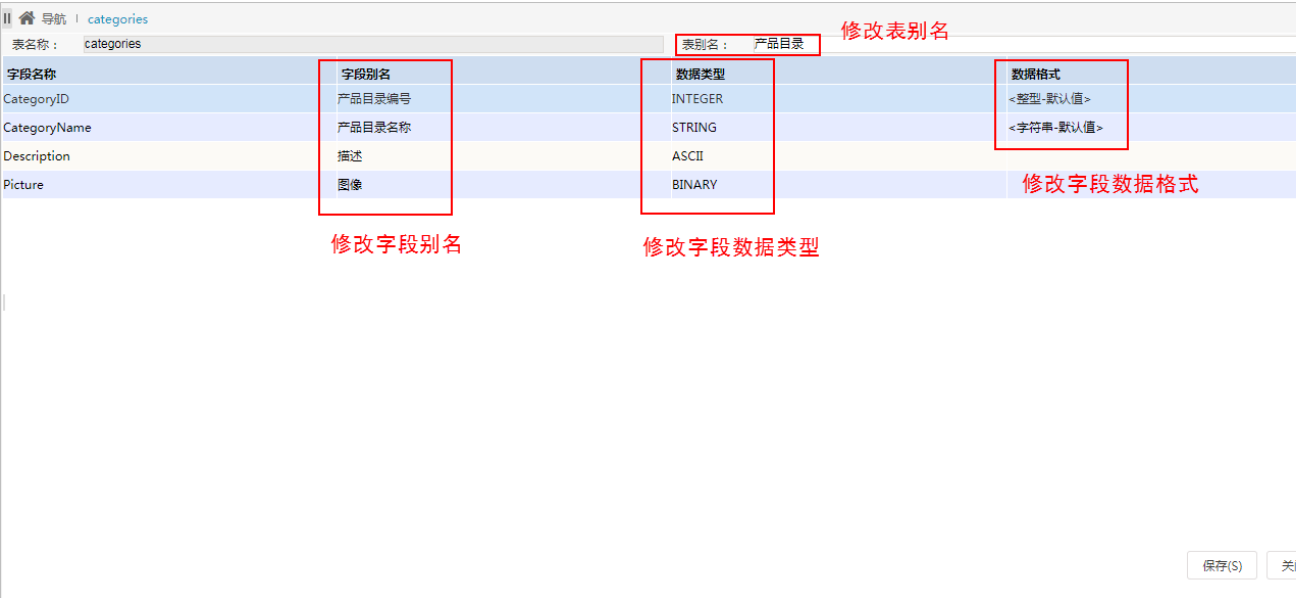 导航 categories
表名称： categories 表别名： 产品目录 修改表别名
字段名称 字段别名 数据类型 数据格式
CategoryID 产品目录编号 INTEGER <整型-默认值>
CategoryName 产品目录名称 STRING <字符串-默认值>
Description 描述 ASCII
Picture 图像 BINARY
修改字段数据格式
修改字段别名 修改字段数据类型
保存(S)